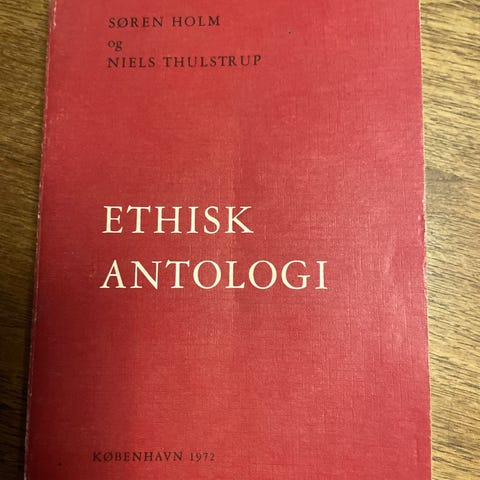 SØREN HOLM
og
NIELS THULSTRUP
ETHISK
ANTOLOGI
KØBENHAVN 1972